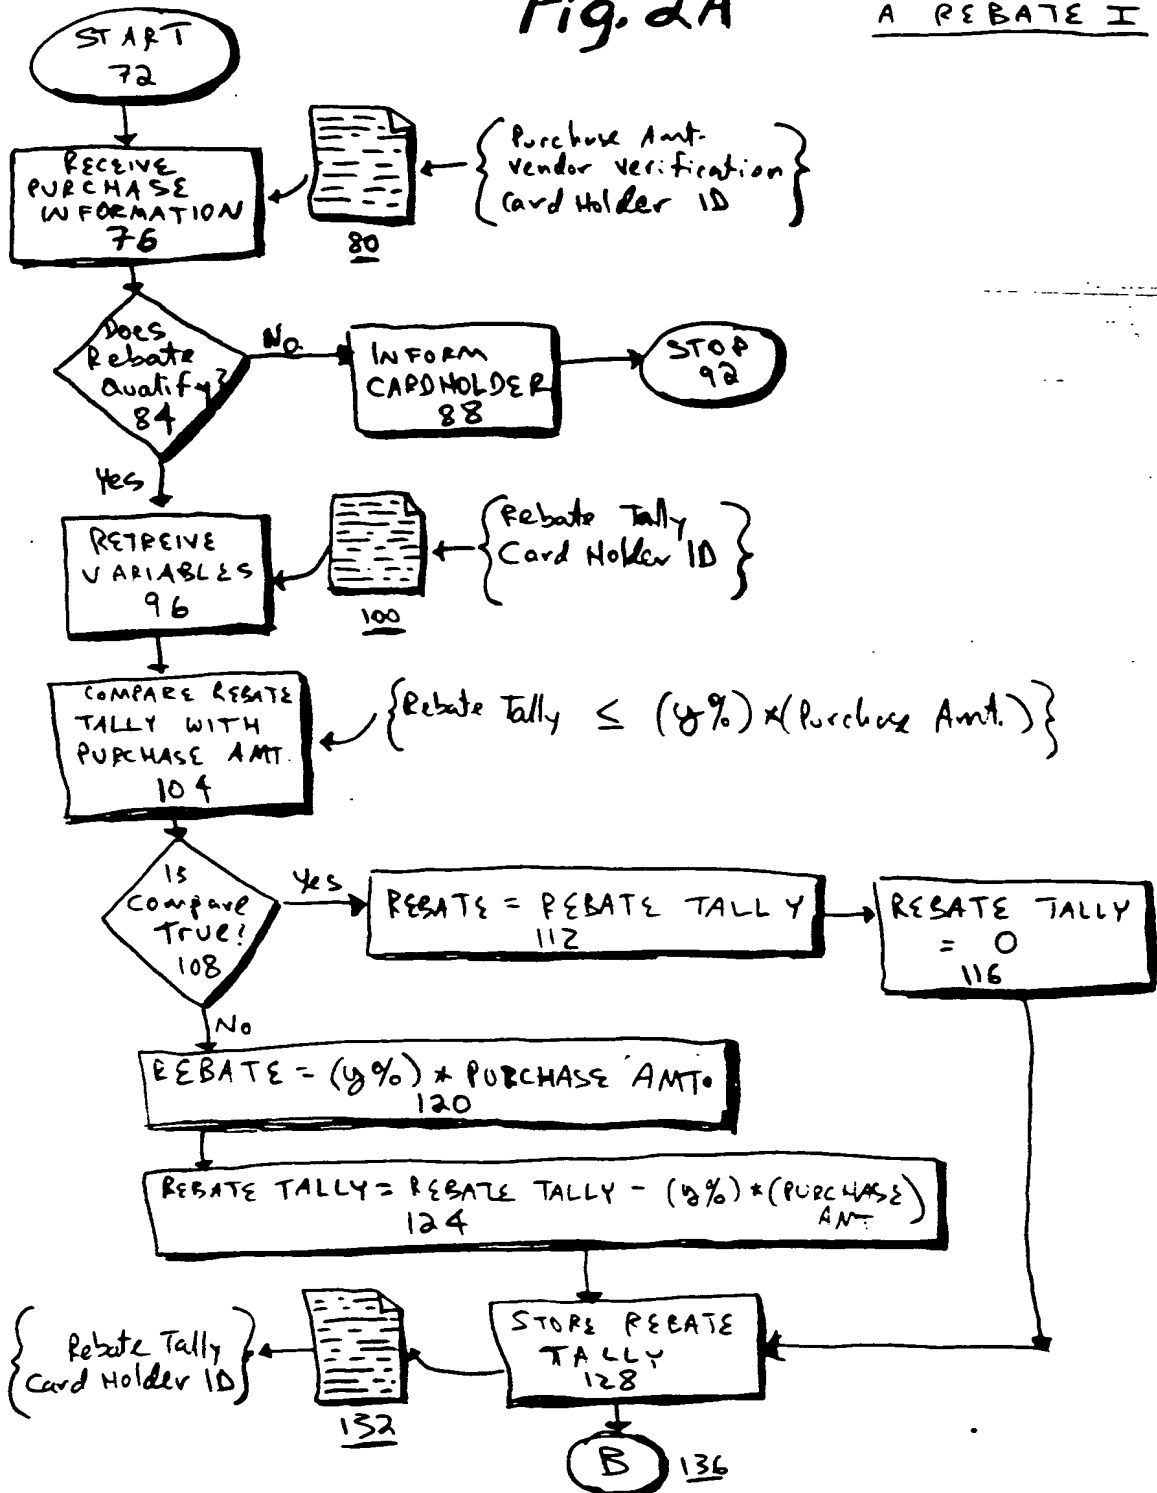 Fig. 2A
A REBATE I
START
72
RECEIVE
PURCHASE
INFORMATION
76
80
Purchase Amt.
vendor verification
Card Holder ID
Does
Rebate
Qualify?
84
No
INFORM
CARDHOLDER
88
STOP
92
Yes
RETREIVE
VARIABLES
96
100
{Rebate Tally
Card Holder ID}
COMPARE REBATE
TALLY WITH
PURCHASE AMT.
104
{Rebate Tally ≤ (y%)*(Purchase Amt.)}
Is
Compare
True?
108
Yes
REBATE = REBATE TALLY
112
REBATE TALLY
= 0
116
No
REBATE = (y%) * PURCHASE AMT.
120
REBATE TALLY = REBATE TALLY - (y%)*(PURCHASE
AMT.)
124
STORE REBATE
TALLY
128
132
{Rebate Tally
Card Holder ID}
B
136